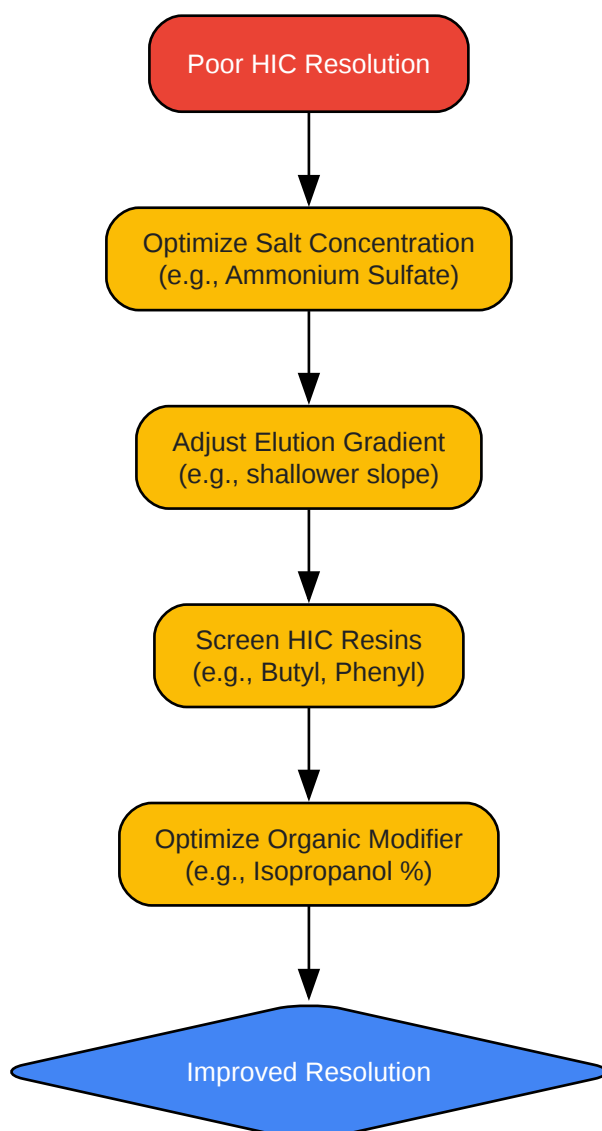 Poor HIC Resolution
Optimize Salt Concentration
(e.g., Ammonium Sulfate)
Adjust Elution Gradient
(e.g., shallower slope)
Screen HIC Resins
(e.g., Butyl, Phenyl)
Optimize Organic Modifier
(e.g., Isopropanol %)
Improved Resolution